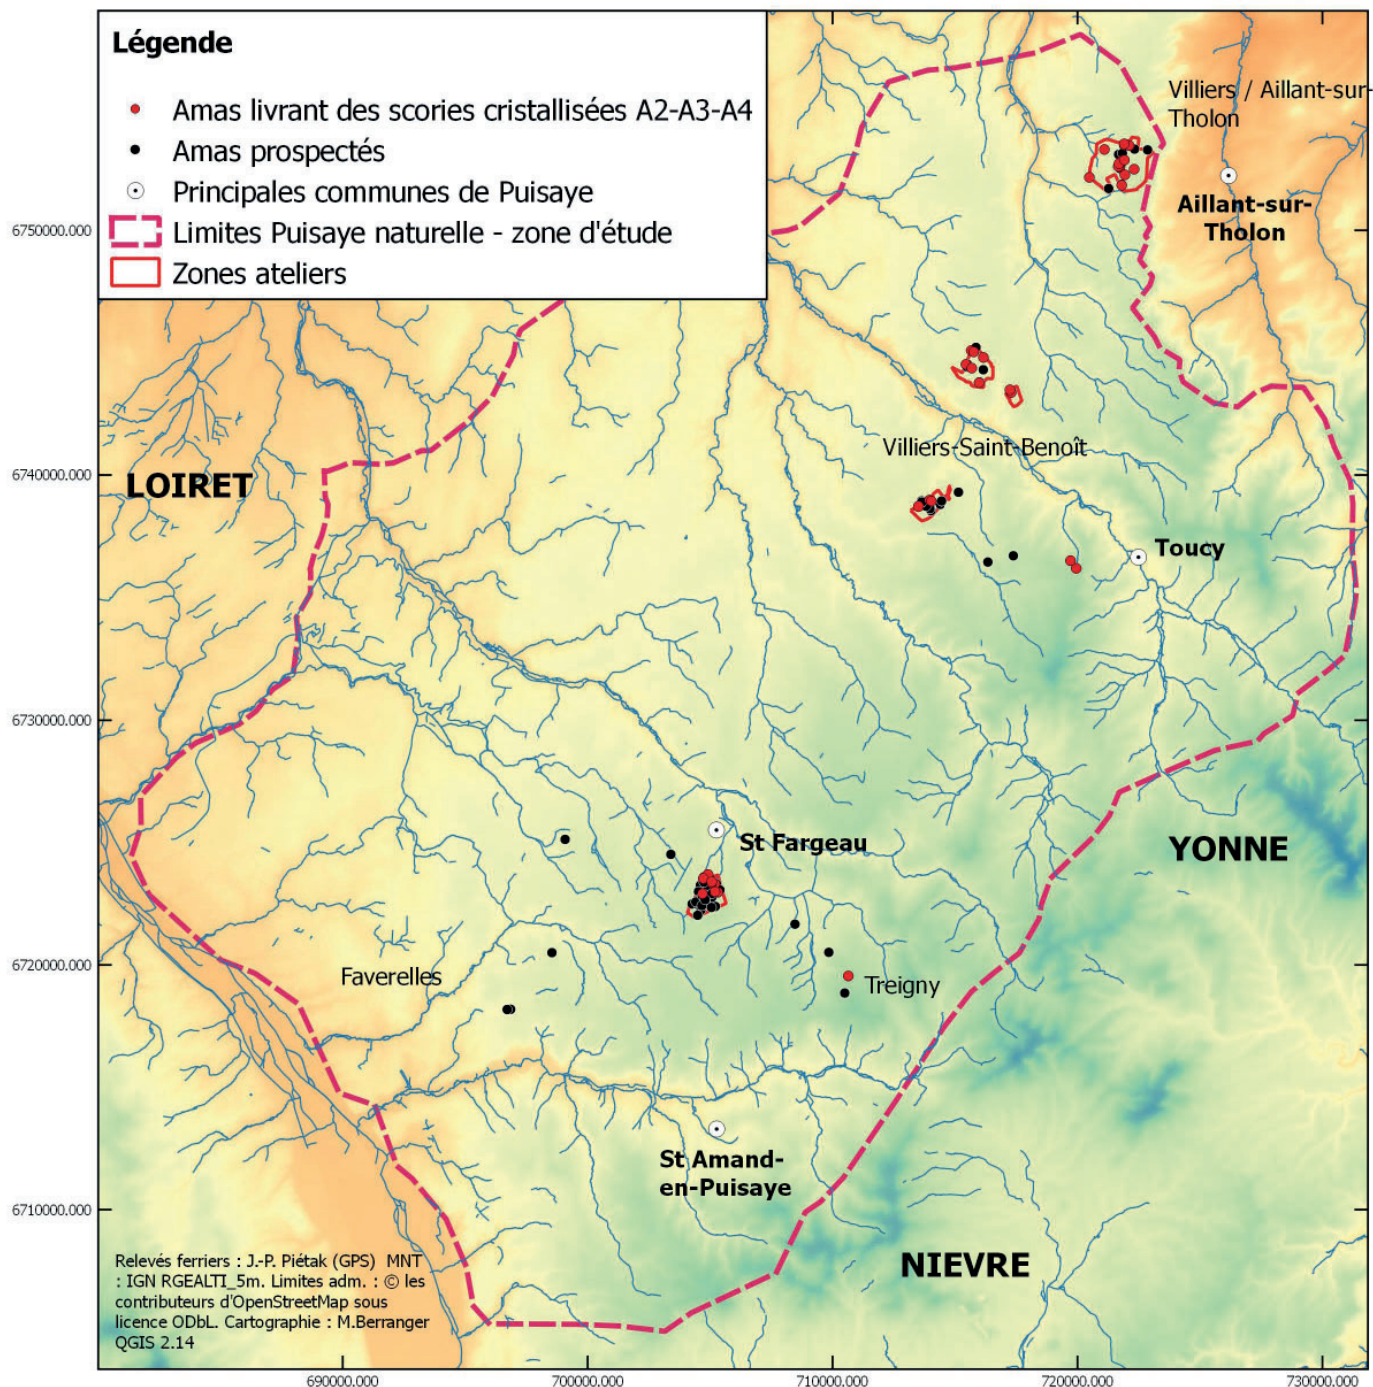 Légende
Amas livrant des scories cristallisées A2-A3-A4
Amas prospectés
Principales communes de Puisaye
Limites Puisaye naturelle - zone d'étude
Zones ateliers
Villiers / Aillant-sur-
Tholon
Aillant-sur-
Tholon
6750000.000
Villiers-Saint-Benoît
LOIRET
6740000.000
Toucy
6730000.000
St Fargeau
YONNE
6720000.000
Faverelles
Treigny
St Amand-
en-Puisaye
6710000.000
NIEVRE
Relevés ferriers : J.-P. Piétak (GPS) MNT
: IGN RGEALTI_5m. Limites adm. : © les
contributeurs d'OpenStreetMap sous
licence ODbL. Cartographie : M.Berranger
QGIS 2.14
690000.000
700000.000
710000.000
720000.000
730000.000